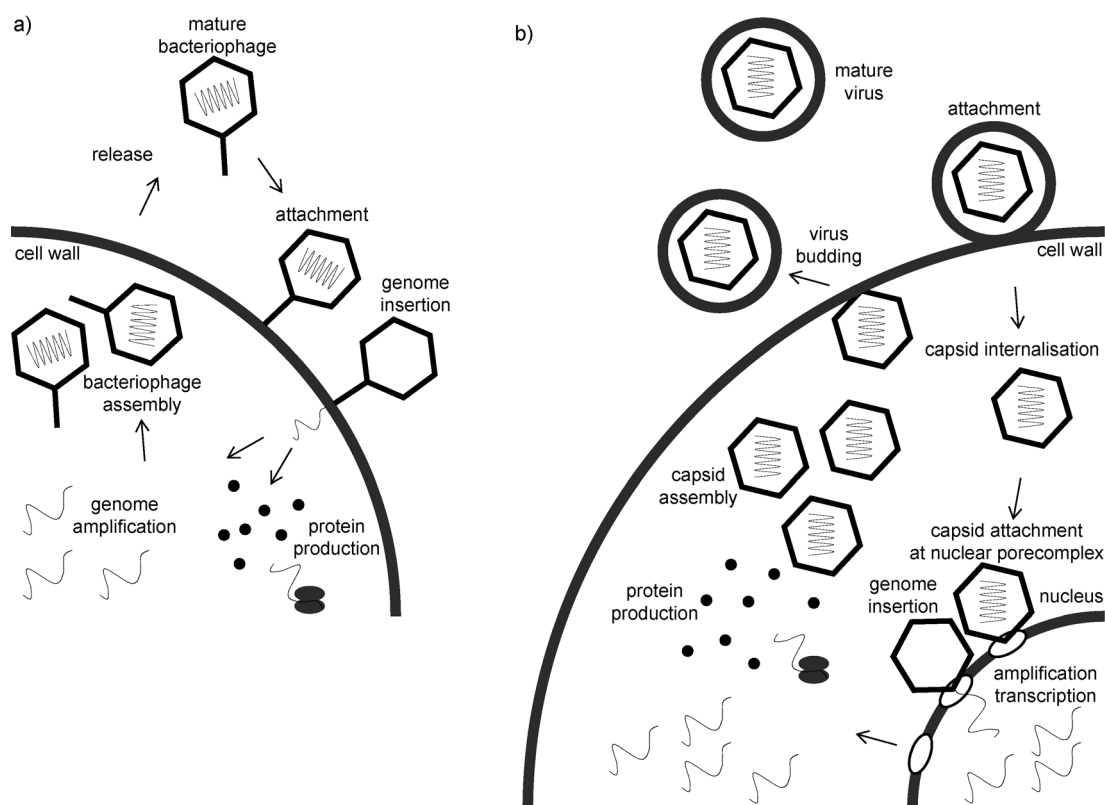 a)
mature
bacteriophage
release
attachment
cell wall
genome
insertion
bacteriophage
assembly
genome
amplification
protein
production
b)
mature
virus
attachment
virus
budding
cell wall
capsid internalisation
capsid
assembly
capsid attachment
at nuclear porecomplex
protein
production
genome
insertion
nucleus
amplification
transcription